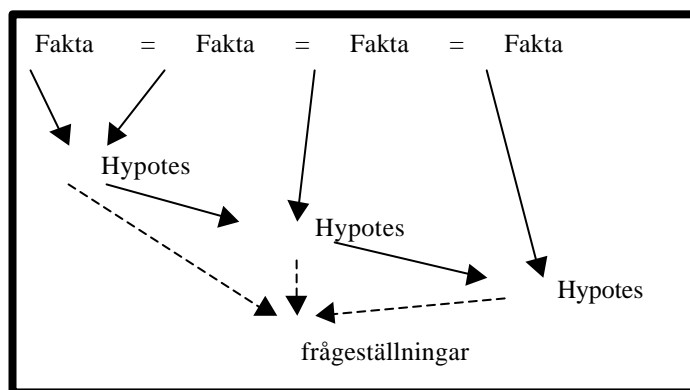 Fakta = Fakta = Fakta = Fakta
Hypotes
Hypotes
Hypotes
frågeställningar